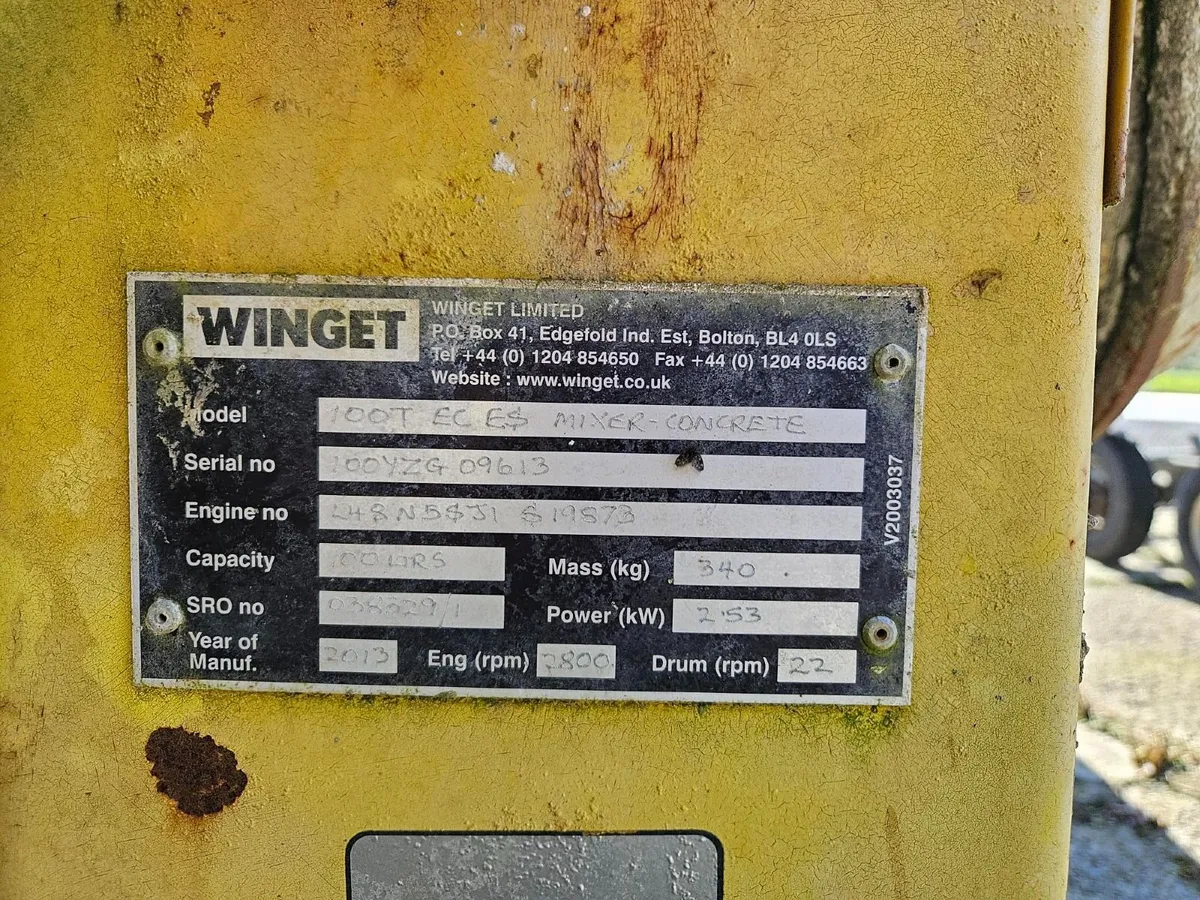 WINGET
WINGET LIMITED
P.O. Box 41, Edgefold Ind. Est, Bolton, BL4 0LS
Tel +44 (0) 1204 854650 Fax +44 (0) 1204 854663
Website : www.winget.co.uk
Model 100T EC ES MIXER-CONCRETE
Serial no 100YZG 09613
Engine no
Capacity 100 LTRS Mass (kg) 340
SRO no Power (kW) 2.53
Year of Manuf. 2013 Eng (rpm) 2800 Drum (rpm) 22
V2003037